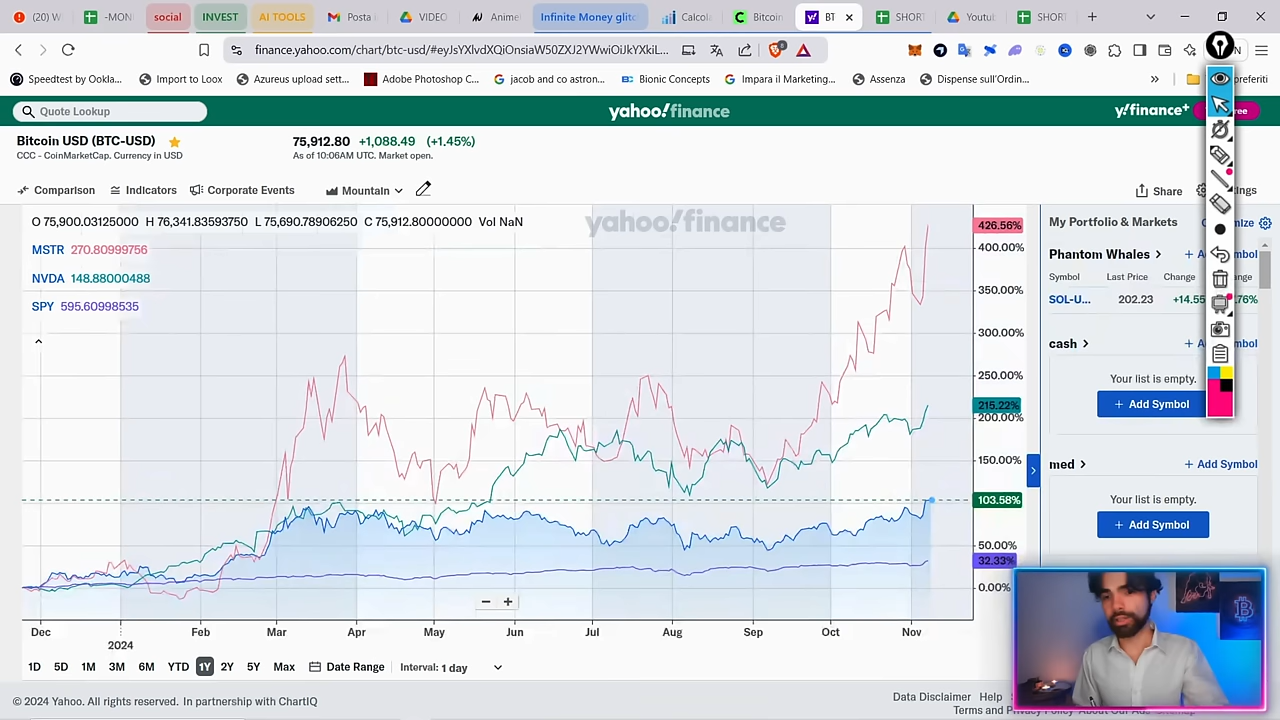 W -M social INVEST AI TOOLS Posta VIDEO Anime Infinite Money glitc Calcola Bitcoin BT SHORT Youtu SHORT
finance.yahoo.com/chart/btc-usd/#eyJsYXlvdXQiOnsiaW50ZXJ2YWwiOiJkYXkiL...
Speedtest by Ookla... Import to Loox Azureus upload sett... Adobe Photoshop C... jacob and co astron... Bionic Concepts Impara il Marketing... Assenza Dispense sull'Ordin... » preferiti
Quote Lookup yahoo!finance y!finance+
Bitcoin USD (BTC-USD) 75,912.80 +1,088.49 (+1.45%)
CCC - CoinMarketCap. Currency in USD As of 10:06AM UTC. Market open.
Comparison Indicators Corporate Events Mountain Share
O 75,900.03125000 H 76,341.83593750 L 75,690.78906250 C 75,912.80000000 Vol NaN yahoo!finance
MSTR 270.80999756
NVDA 148.88000488
SPY 595.60998535
426.56%
400.00%
350.00%
300.00%
250.00%
215.22%
200.00%
150.00%
103.58%
50.00%
32.33%
0.00%
Dec Feb Mar Apr May Jun Jul Aug Sep Oct Nov
2024
1D 5D 1M 3M 6M YTD 1Y 2Y 5Y Max Date Range Interval: 1 day
© 2024 Yahoo. All rights reserved. In partnership with ChartIQ
My Portfolio & Markets
Phantom Whales
Symbol Last Price Change
SOL-U... 202.23 +14.55
cash
Your list is empty.
+ Add Symbol
med + Add Symbol
Your list is empty.
+ Add Symbol
Data Disclaimer Help
Terms and Privacy Policy About Our Ads